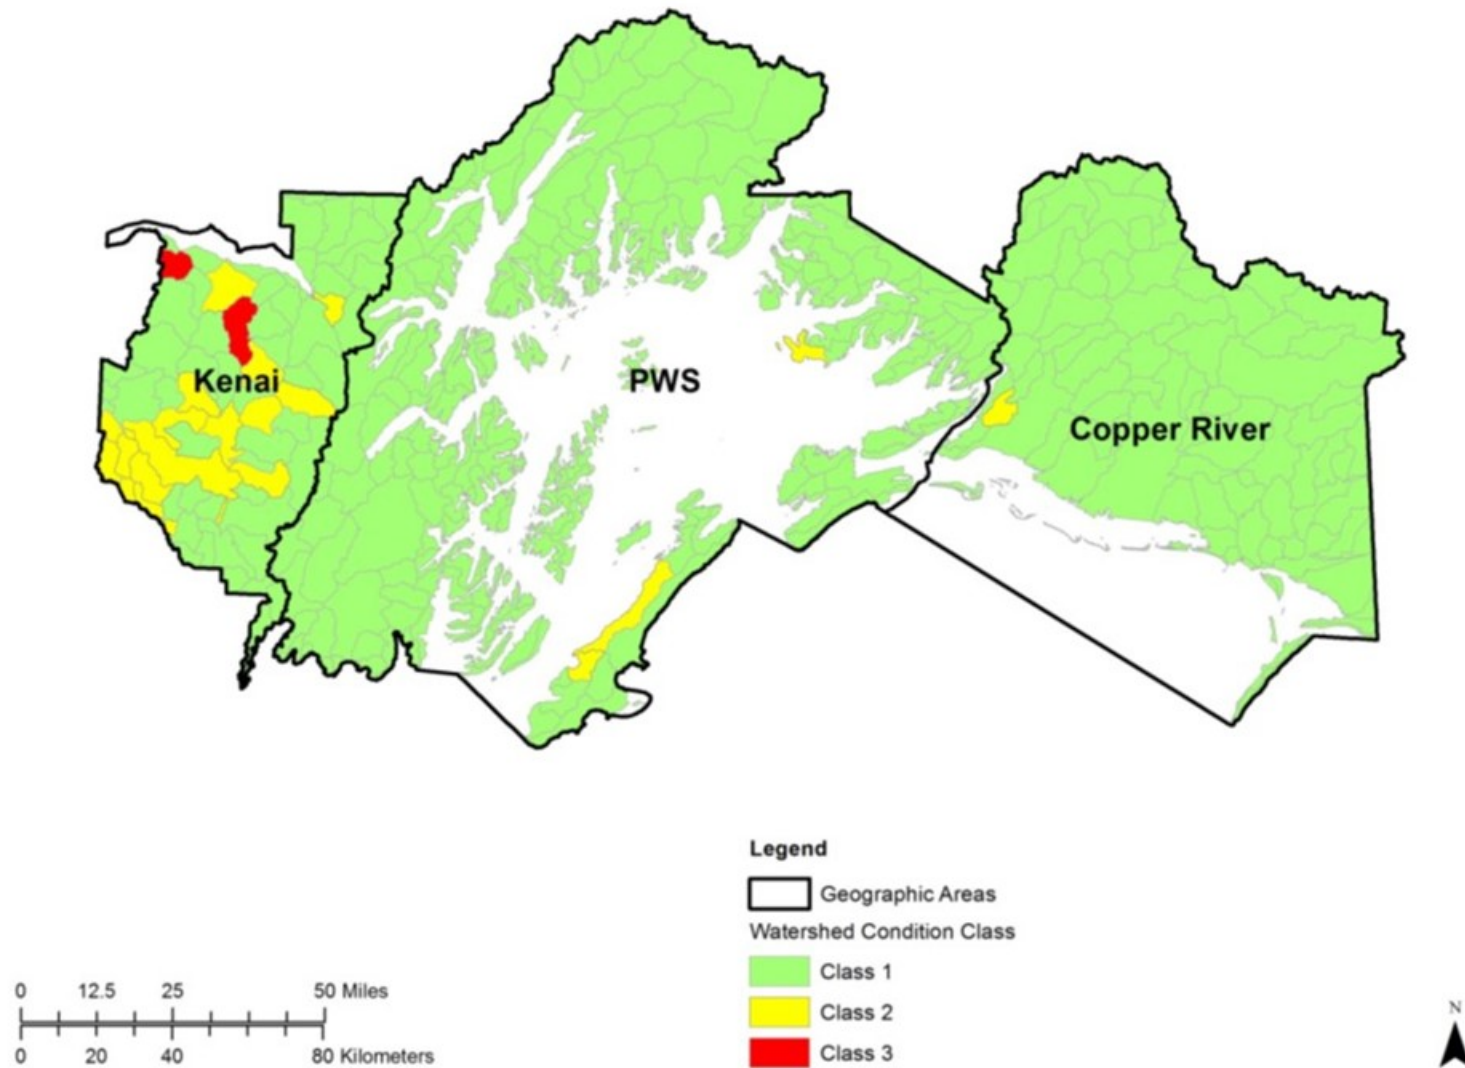 Kenai
PWS
Copper River
Legend
Geographic Areas
Watershed Condition Class
Class 1
Class 2
Class 3
0 12.5 25 50 Miles
0 20 40 80 Kilometers
N